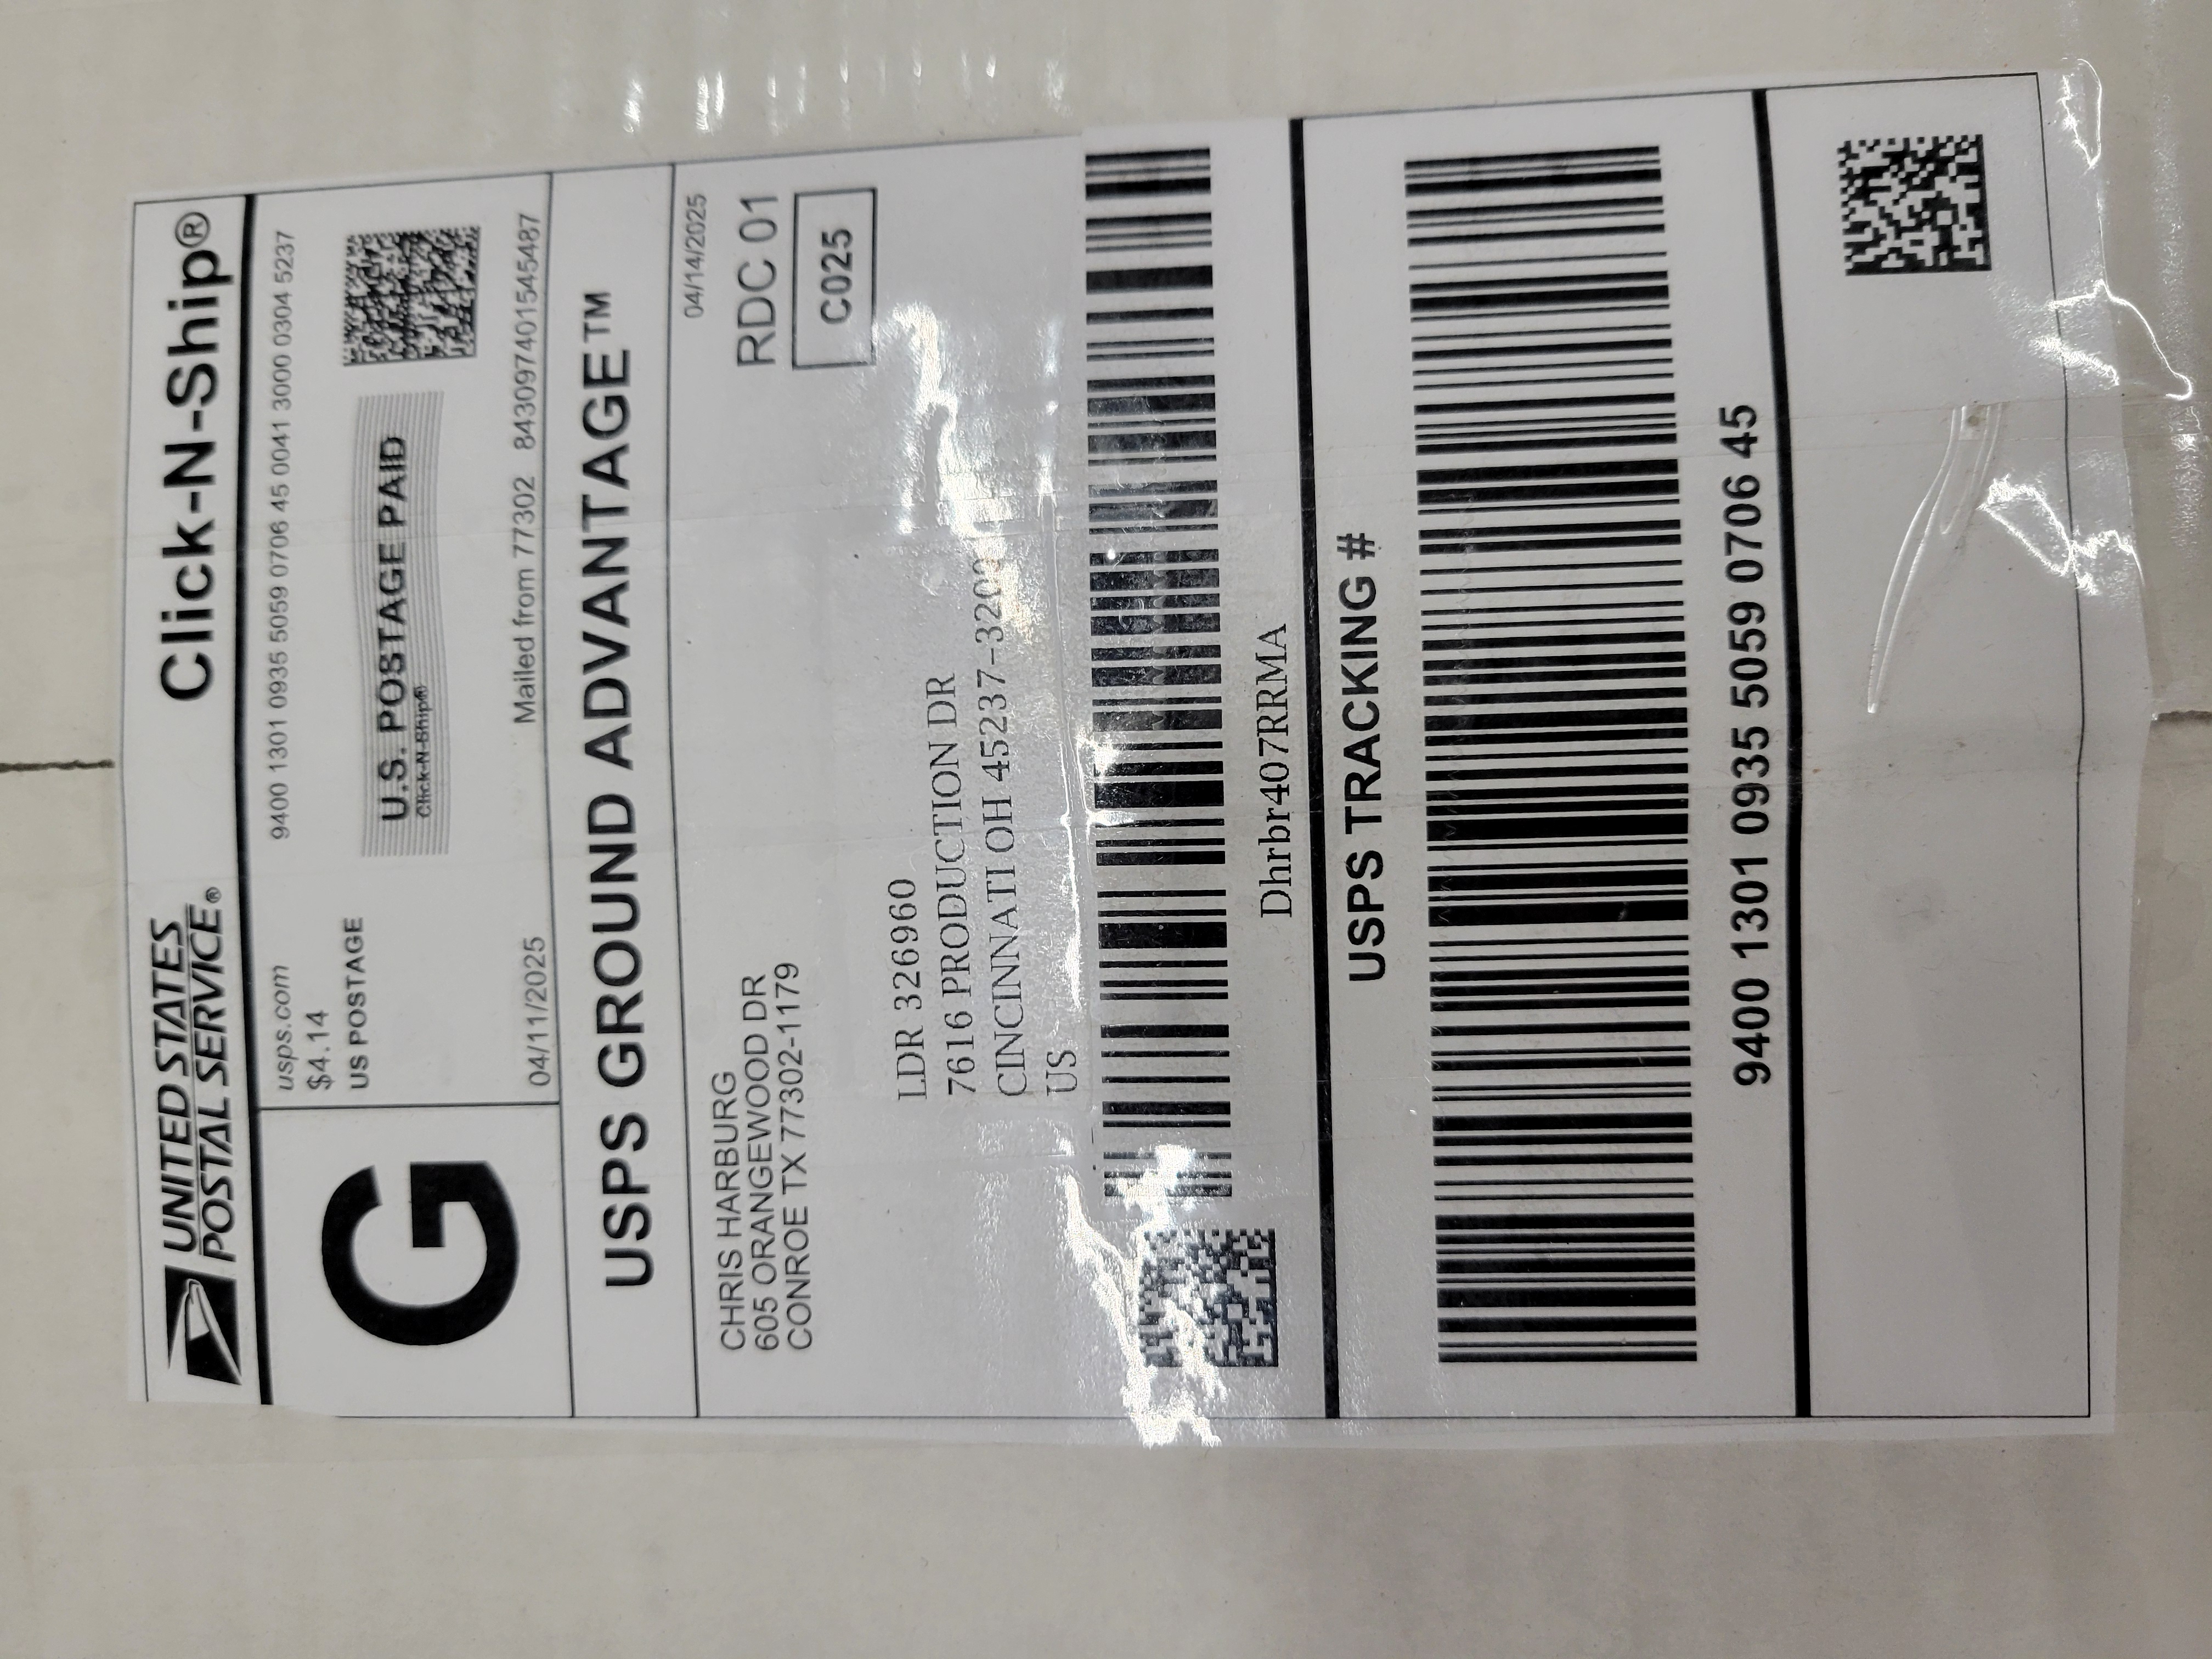 UNITED STATES POSTAL SERVICE® Click-N-Ship®
usps.com 9400 1301 0935 5059 0706 45 0041 3000 0304 5237
$4.14
US POSTAGE
U.S. POSTAGE PAID
Click-N-Ship®
04/11/2025 Mailed from 77302 843097401545487
G
USPS GROUND ADVANTAGE™
CHRIS HARBURG
605 ORANGEWOOD DR
CONROE TX 77302-1179
04/14/2025
RDC 01
C025
LDR 326960
7616 PRODUCTION DR
CINCINNATI OH
US
Dhrbr407RRMA
USPS TRACKING #
9400 1301 0935 5059 0706 45